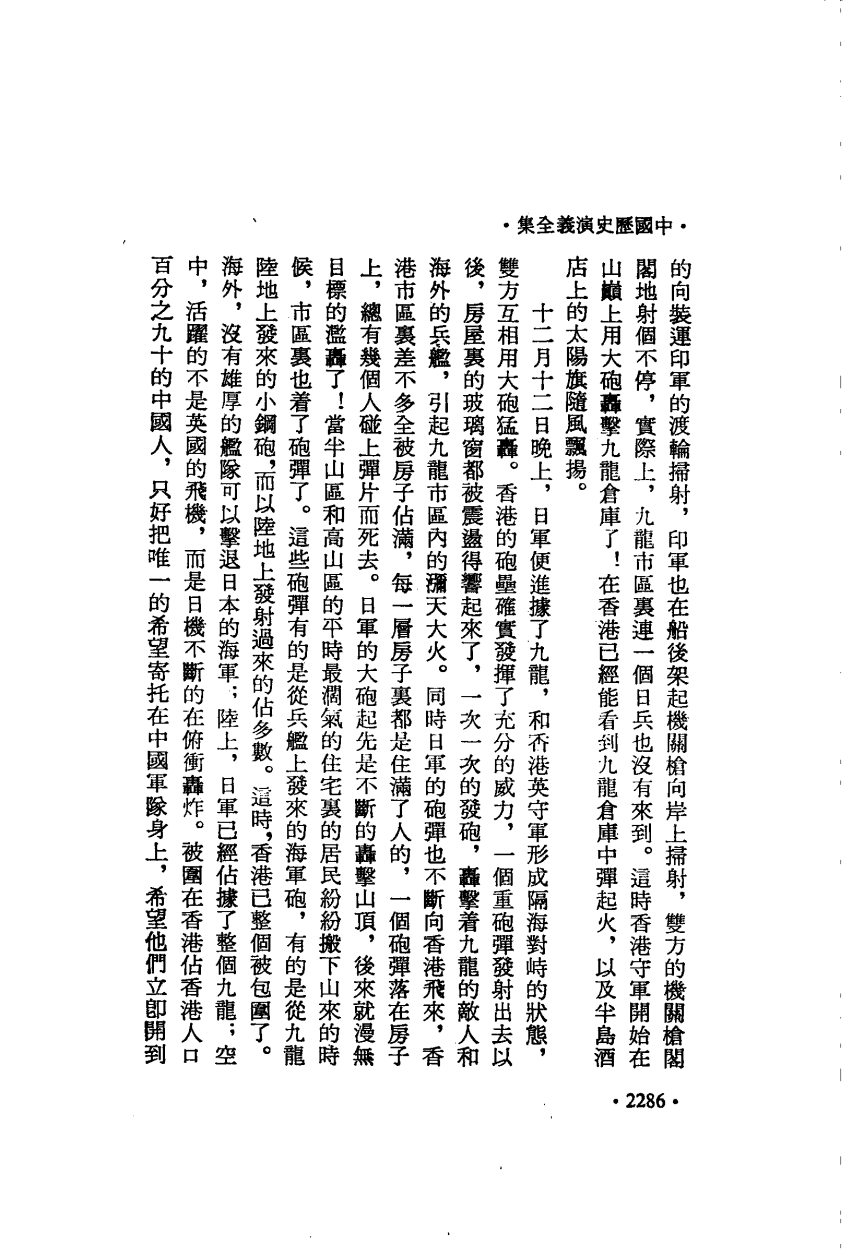 •中國歷史演義全集•
的向裝運印軍的渡輪掃射，印軍也在船後架起機關槍向岸上掃射，雙方的機關槍閣
閣地射個不停，實際上，九龍市區裏連一個日兵也沒有來到。這時香港守軍開始在
山巔上用大砲轟擊九龍倉庫了！在香港已經能看到九龍倉庫中彈起火，以及半島酒
店上的太陽旗隨風飄揚。
十二月十二日晚上，日軍便進據了九龍，和香港英守軍形成隔海對峙的狀態，
雙方互相用大砲猛轟。香港的砲壘確實發揮了充分的威力，一個重砲彈發射出去以
後，房屋裏的玻璃窗都被震盪得響起來了，一次一次的發砲，轟擊着九龍的敵人和
海外的兵艦，引起九龍市區內的瀰天大火。同時日軍的砲彈也不斷向香港飛來，香
港市區裏差不多全被房子佔滿，每一層房子裏都是住滿了人的，一個砲彈落在房子
上，總有幾個人碰上彈片而死去。日軍的大砲起先是不斷的轟擊山頂，後來就漫無
目標的濫轟了！當半山區和高山區的平時最濶氣的住宅裏的居民紛紛搬下山來的時
候，市區裏也着了砲彈了。這些砲彈有的是從兵艦上發來的海軍砲，有的是從九龍
陸地上發來的小鋼砲，而以陸地上發射過來的佔多數。這時，香港已整個被包圍了。
海外，沒有雄厚的艦隊可以擊退日本的海軍；陸上，日軍已經佔據了整個九龍；空
中，活躍的不是英國的飛機，而是日機不斷的在俯衝轟炸。被圍在香港佔香港人口
百分之九十的中國人，只好把唯一的希望寄托在中國軍隊身上，希望他們立卽開到
•2286•